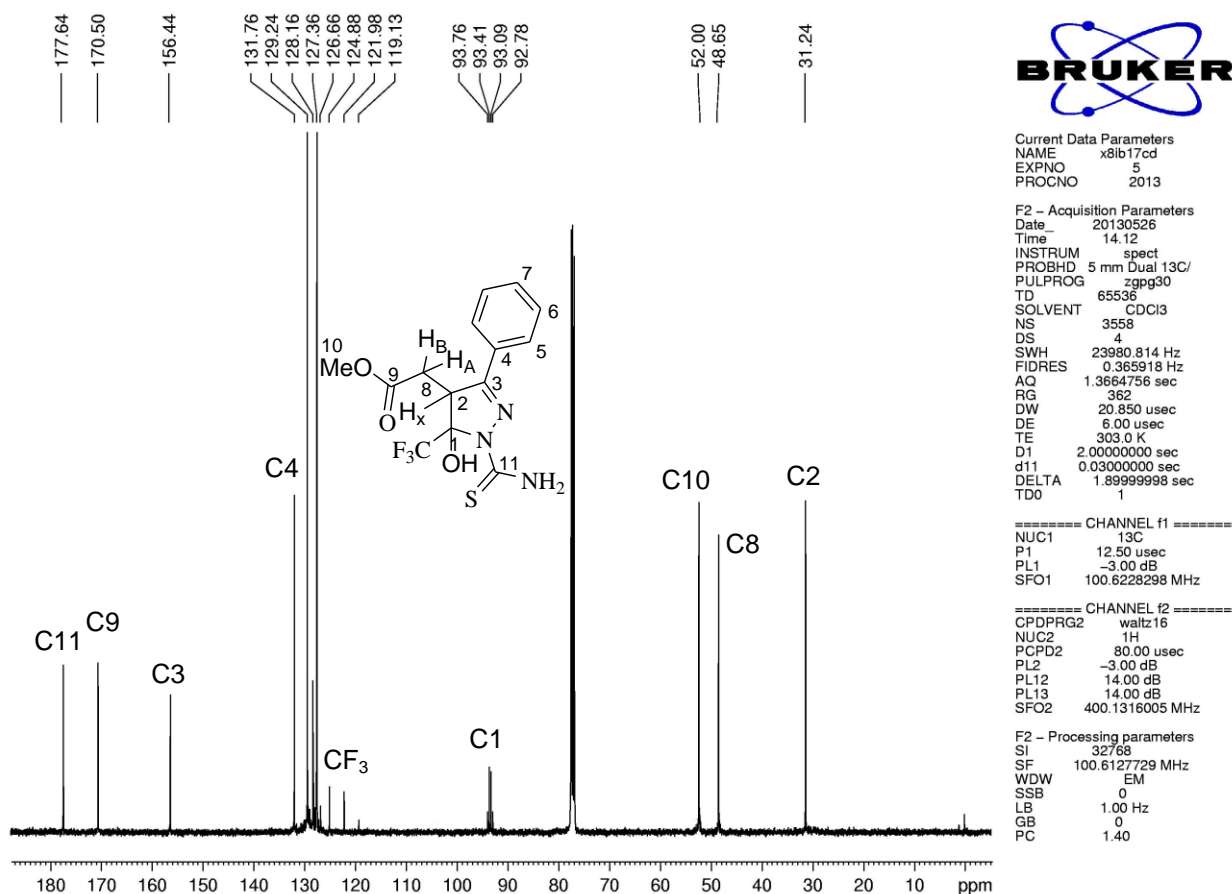 177.64
170.50
156.44
131.76
129.24
128.16
127.36
126.66
124.88
121.98
119.13
93.76
93.41
93.09
92.78
52.00
48.65
31.24
BRUKER
Current Data Parameters
NAME x8ib17cd
EXPNO 5
PROCNO 2013
F2 – Acquisition Parameters
Date_ 20130526
Time 14.12
INSTRUM spect
PROBHD 5 mm Dual 13C/
PULPROG zgpg30
TD 65536
SOLVENT CDCl3
NS 3558
DS 4
SWH 23980.814 Hz
FIDRES 0.365918 Hz
AQ 1.3664756 sec
RG 362
DW 20.850 usec
DE 6.00 usec
TE 303.0 K
D1 2.00000000 sec
d11 0.03000000 sec
DELTA 1.89999998 sec
TD0 1
======== CHANNEL f1 ========
NUC1 13C
P1 12.50 usec
PL1 –3.00 dB
SFO1 100.6228298 MHz
======== CHANNEL f2 ========
CPDPRG2 waltz16
NUC2 1H
PCPD2 80.00 usec
PL2 –3.00 dB
PL12 14.00 dB
PL13 14.00 dB
SFO2 400.1316005 MHz
F2 – Processing parameters
SI 32768
SF 100.6127729 MHz
WDW EM
SSB 0
LB 1.00 Hz
GB 0
PC 1.40
7
6
5
4
10
MeO
HB
HA
9
8
O
3
Hx
2
N
N
F3C
1
OH
11
S
NH2
C11
C9
C3
C4
CF3
C1
C10
C8
C2
180 170 160 150 140 130 120 110 100 90 80 70 60 50 40 30 20 10 ppm